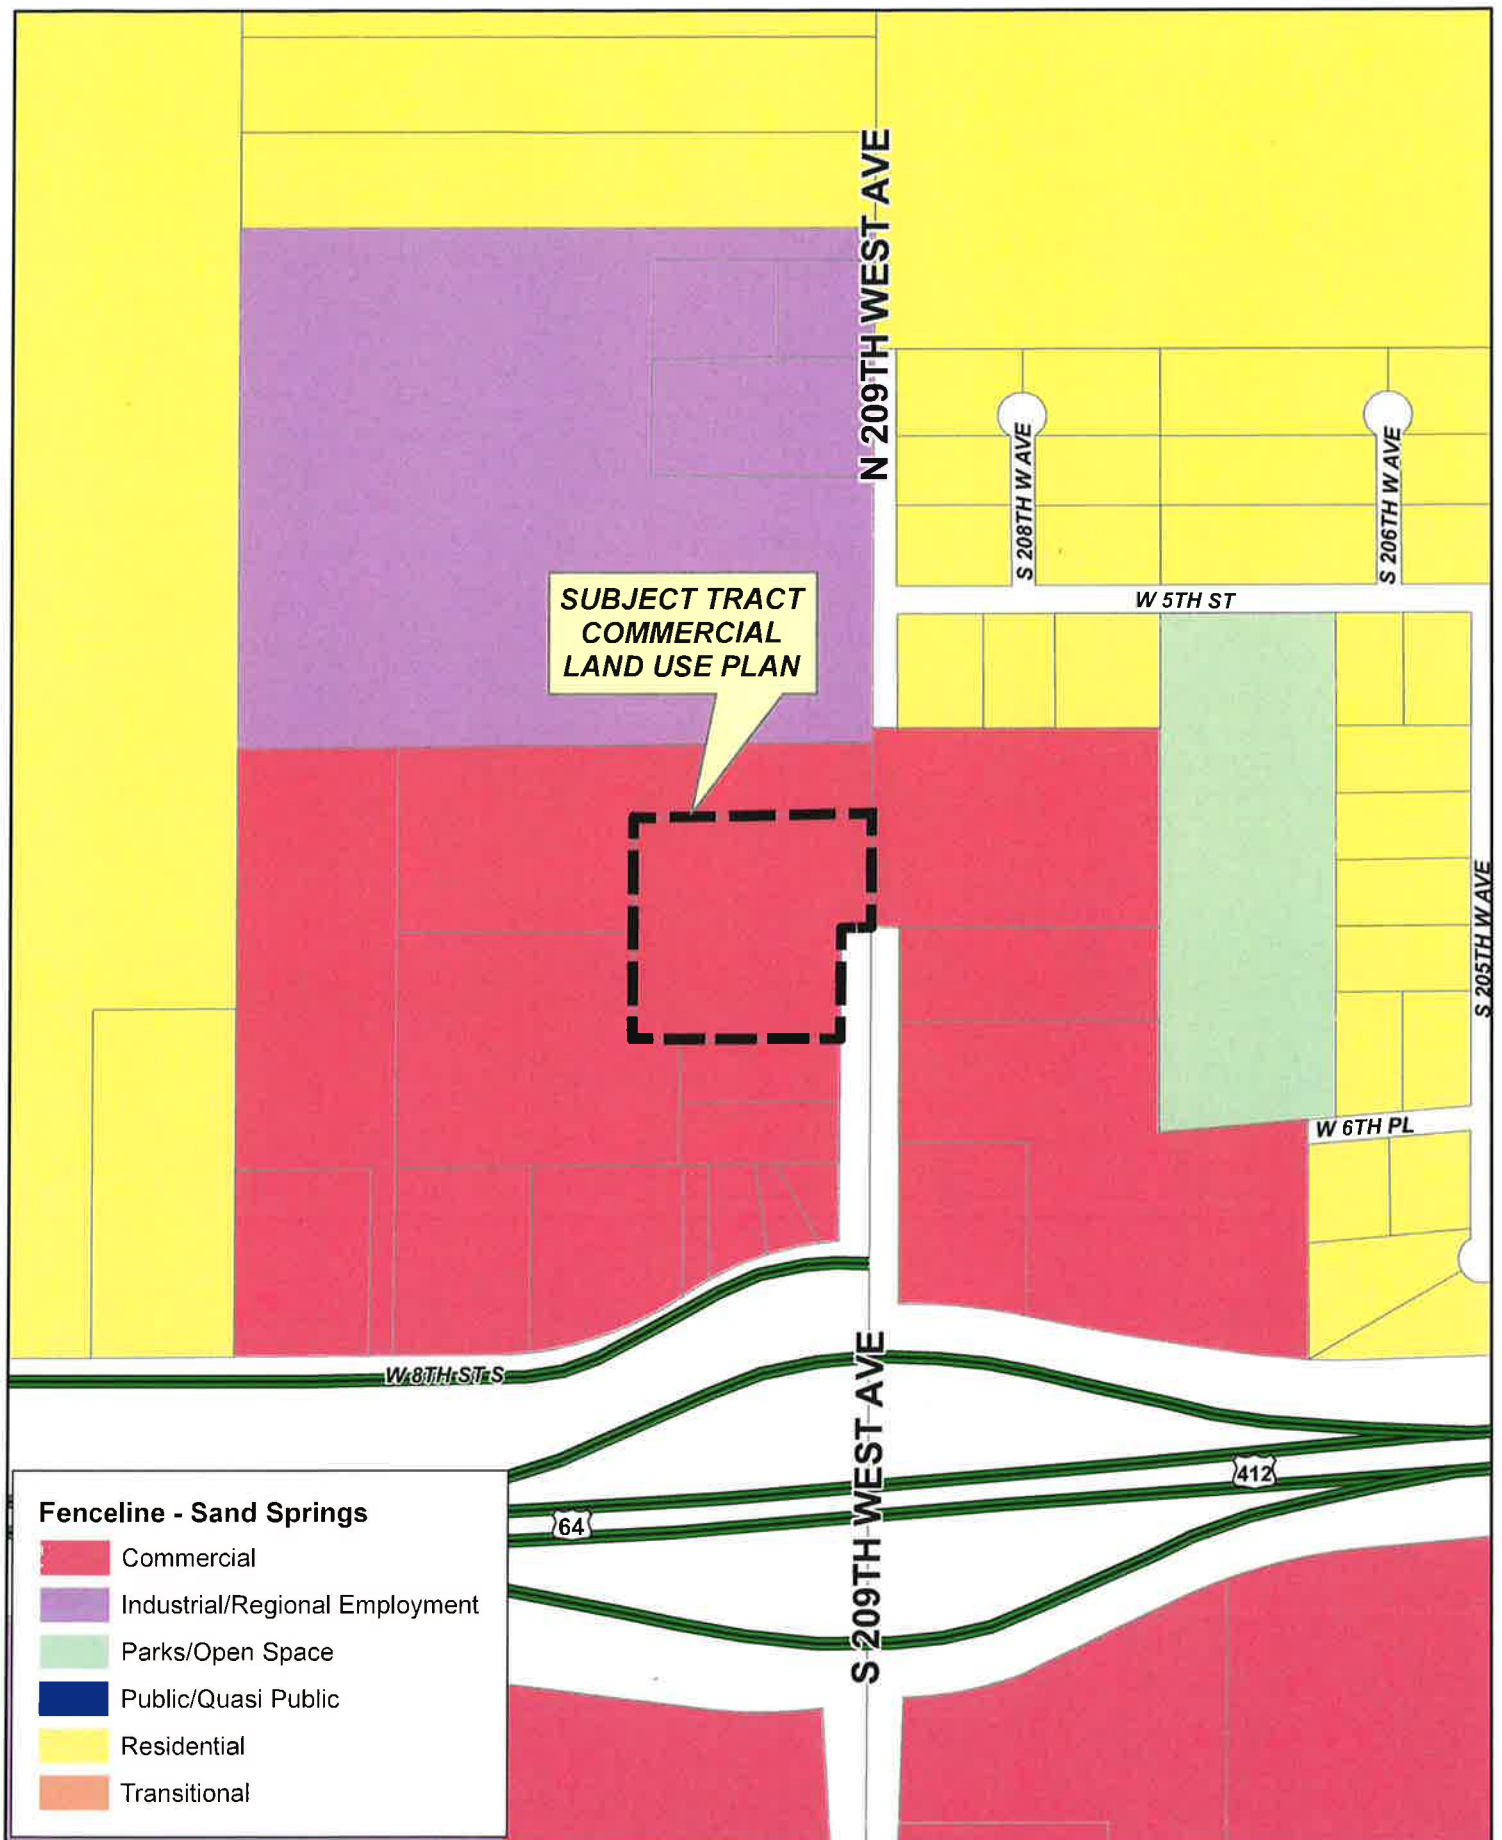 N 209TH WEST AVE
S 208TH W AVE
S 206TH W AVE
W 5TH ST
SUBJECT TRACT
COMMERCIAL
LAND USE PLAN
S 205TH W AVE
W 6TH PL
W 8TH ST S
S 209TH WEST AVE
412
64
Fenceline - Sand Springs
Commercial
Industrial/Regional Employment
Parks/Open Space
Public/Quasi Public
Residential
Transitional